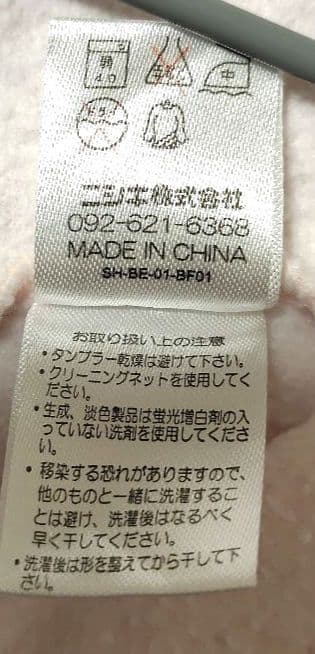 弱
40
中
ドライ
ニシキ株式会社
092-621-6368
MADE IN CHINA
SH-BE-01-BF01
お取り扱い上の注意
・タンブラー乾燥は避けて下さい。
・クリーニングネットを使用してく
ださい。
・生成、淡色製品は蛍光増白剤の入
っていない洗剤を使用してくださ
い。
・移染する恐れがありますので、
他のものと一緒に洗濯するこ
とは避け、洗濯後はなるべく
早く干してください。
・洗濯後は形を整えてから干して下
さい。